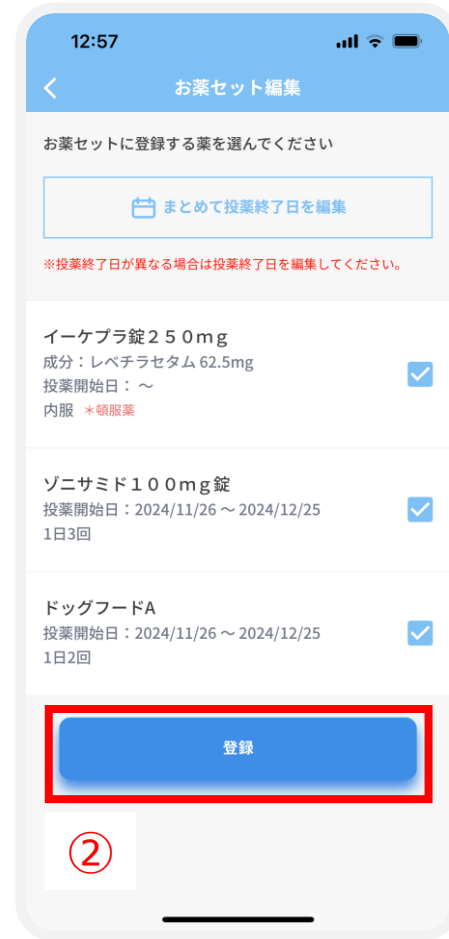 12:57
お薬セット編集
お薬セットに登録する薬を選んでください
まとめて投薬終了日を編集
※投薬終了日が異なる場合は投薬終了日を編集してください。
イーケプラ錠２５０ｍｇ
成分：レベチラセタム 62.5mg
投薬開始日： ～
内服 ＊頓服薬
ゾニサミド１００ｍｇ錠
投薬開始日：2024/11/26 ～ 2024/12/25
1日3回
ドッグフードA
投薬開始日：2024/11/26 ～ 2024/12/25
1日2回
登録
②